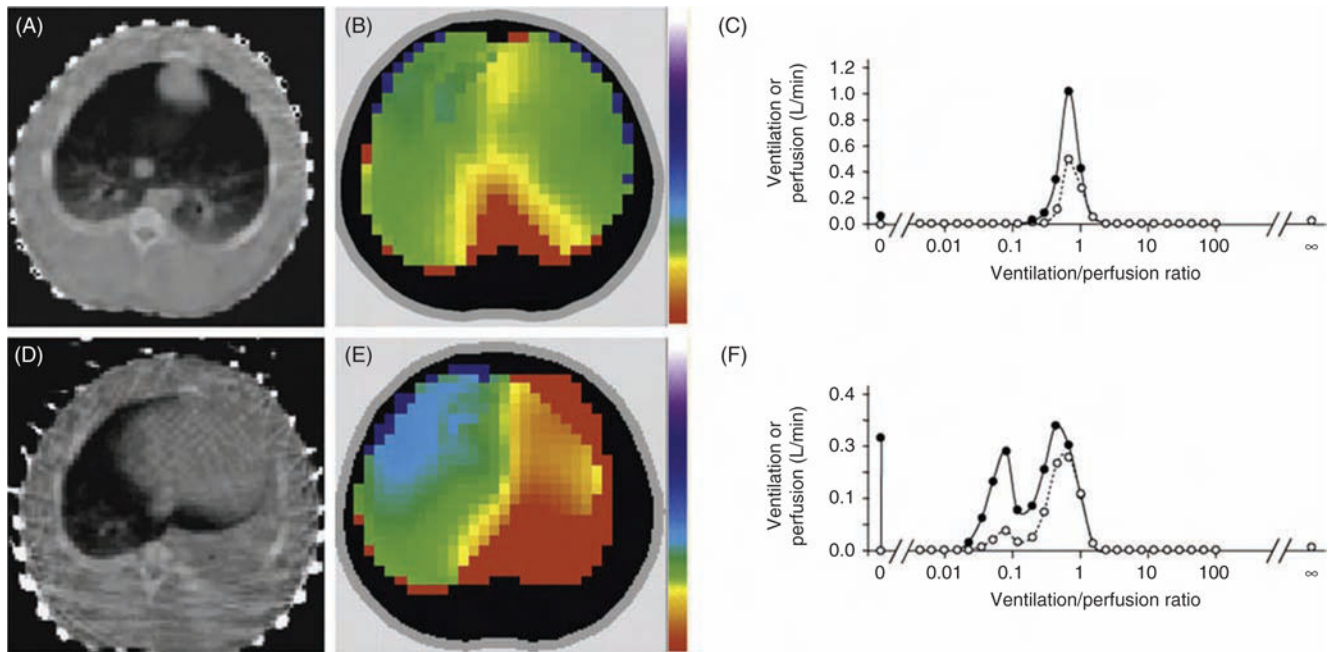 (A)
(B)
(C)
Ventilation or
perfusion (L/min)
1.2
1.0
0.8
0.6
0.4
0.2
0.0
0
0.01
0.1
1
10
100
∞
Ventilation/perfusion ratio
(D)
(E)
(F)
Ventilation or
perfusion (L/min)
0.4
0.3
0.1
0.0
0
0.01
0.1
1
10
100
∞
Ventilation/perfusion ratio